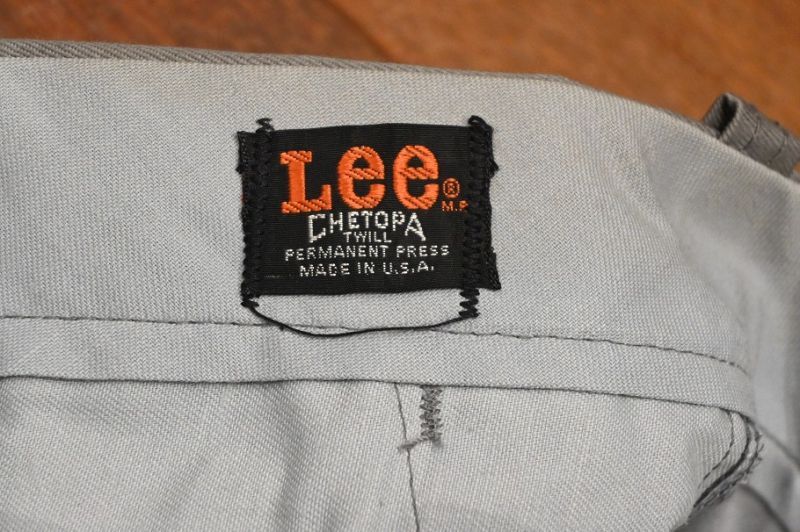 Lee®
M.R.
CHETOPA
TWILL
PERMANENT PRESS
MADE IN U.S.A.